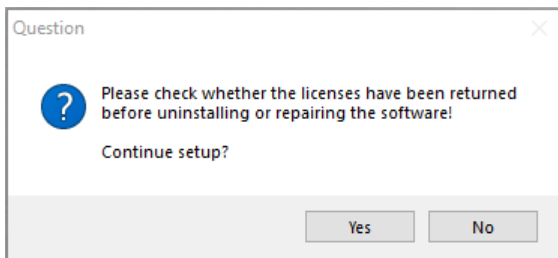 Question
Please check whether the licenses have been returned
before uninstalling or repairing the software!
Continue setup?
Yes
No